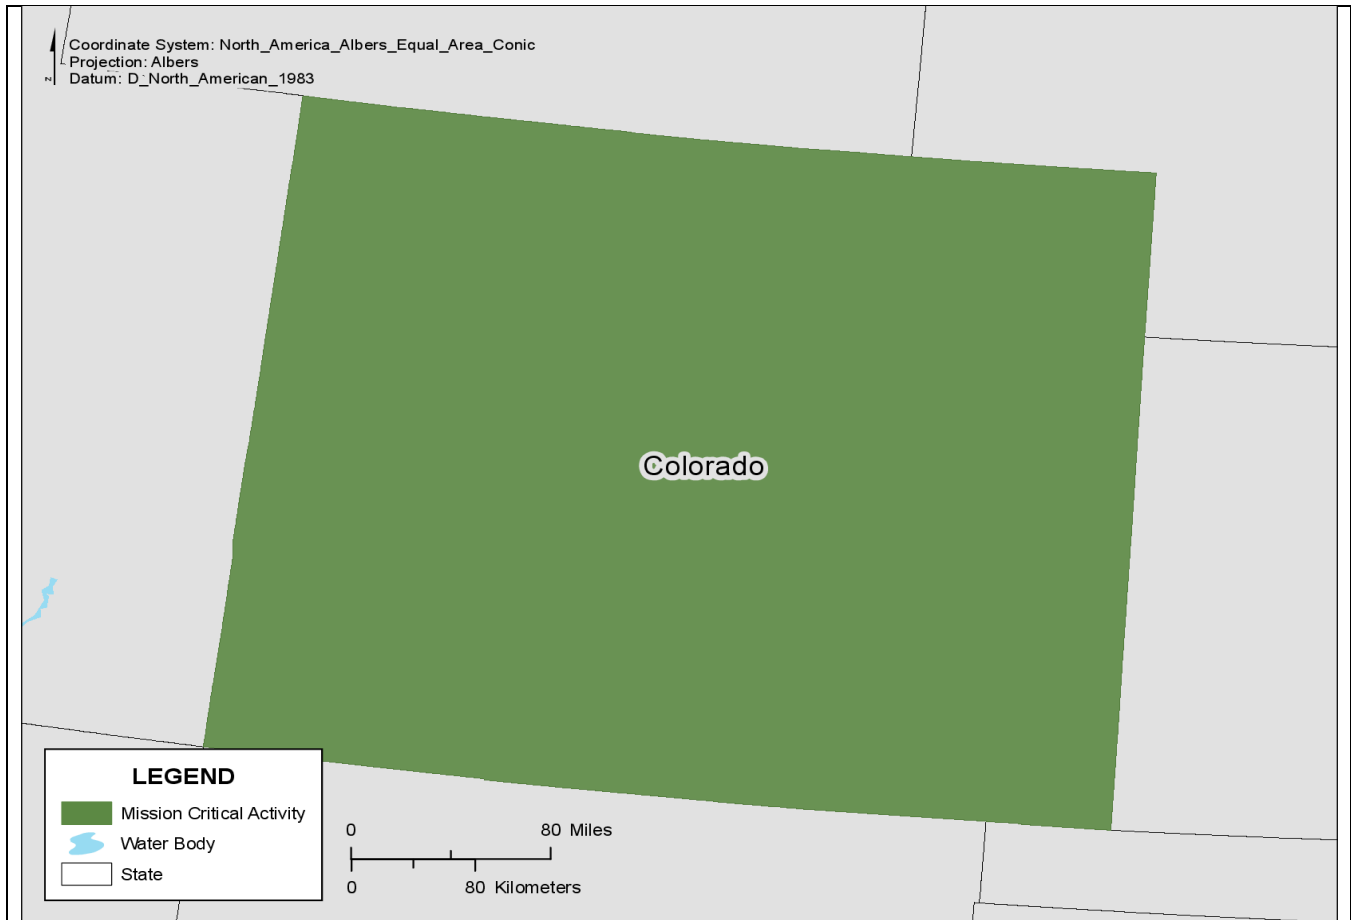 Coordinate System: North_America_Albers_Equal_Area_Conic
Projection: Albers
Datum: D_North_American_1983
z
Colorado
LEGEND
Mission Critical Activity
Water Body
State
0 80 Miles
0 80 Kilometers